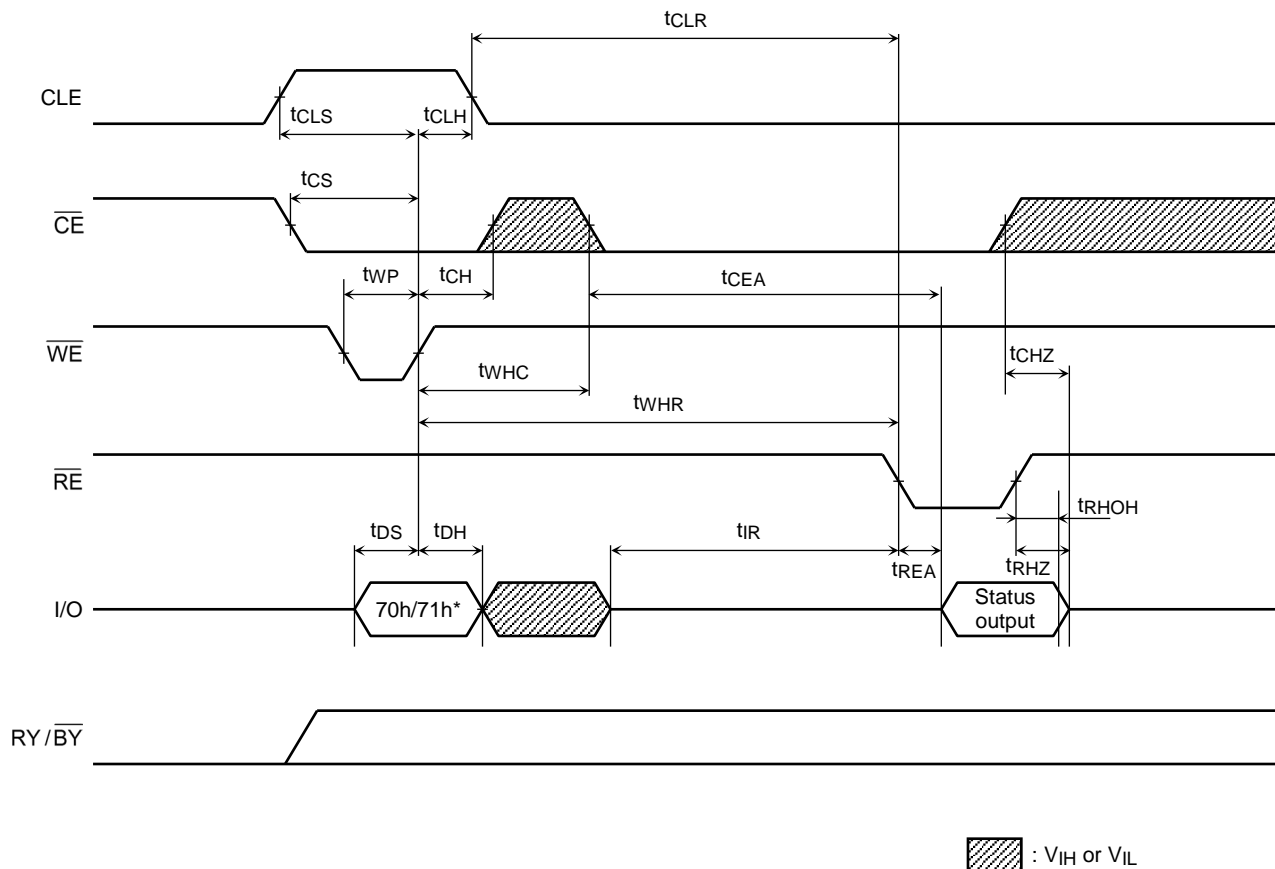 tCLR
CLE
tCLS
tCLH
tCS
CE
tWP
tCH
tCEA
WE
tCHZ
tWHC
tWHR
RE
tRHOH
tDS
tDH
tIR
tREA
tRHZ
I/O
70h/71h*
Status
output
RY/BY
: VIH or VIL